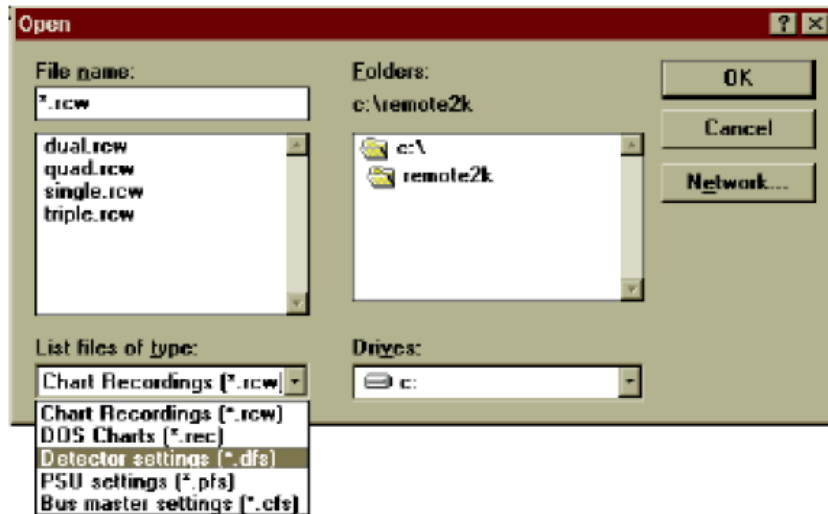 Open
File name:
*.rcw
dual.rcw
quad.rcw
single.rcw
triple.rcw
List files of type:
Chart Recordings (*.rcw)
Chart Recordings (*.rcw)
DOS Charts (*.rec)
Detector settings (*.dfs)
PSU settings (*.pfs)
Bus master settings (*.cfs)
Folders:
c:\remote2k
c:\
remote2k
Drives:
c:
OK
Cancel
Network...